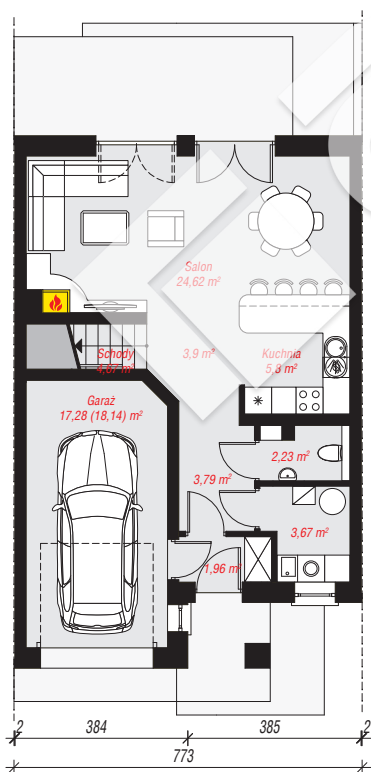 Salon
24,62 m²
3,9 m²
Kuchnia
5,8 m²
Schody
4,07 m²
Garaż
17,28 (18,14) m²
2,23 m²
3,79 m²
3,67 m²
1,96 m²
2
384
385
2
773